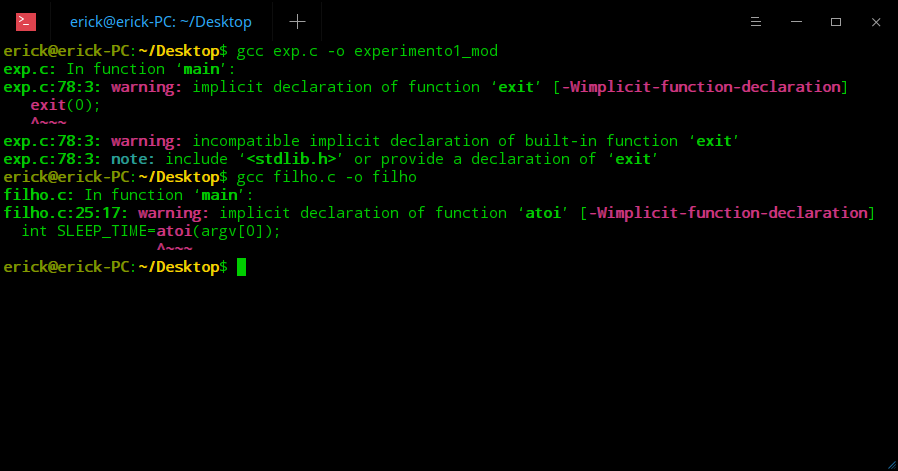 erick@erick-PC: ~/Desktop
erick@erick-PC:~/Desktop$ gcc exp.c -o experimento1_mod
exp.c: In function ‘main’:
exp.c:78:3: warning: implicit declaration of function ‘exit’ [-Wimplicit-function-declaration]
   exit(0);
   ^~~~
exp.c:78:3: warning: incompatible implicit declaration of built-in function ‘exit’
exp.c:78:3: note: include ‘<stdlib.h>’ or provide a declaration of ‘exit’
erick@erick-PC:~/Desktop$ gcc filho.c -o filho
filho.c: In function ‘main’:
filho.c:25:17: warning: implicit declaration of function ‘atoi’ [-Wimplicit-function-declaration]
  int SLEEP_TIME=atoi(argv[0]);
                 ^~~~
erick@erick-PC:~/Desktop$